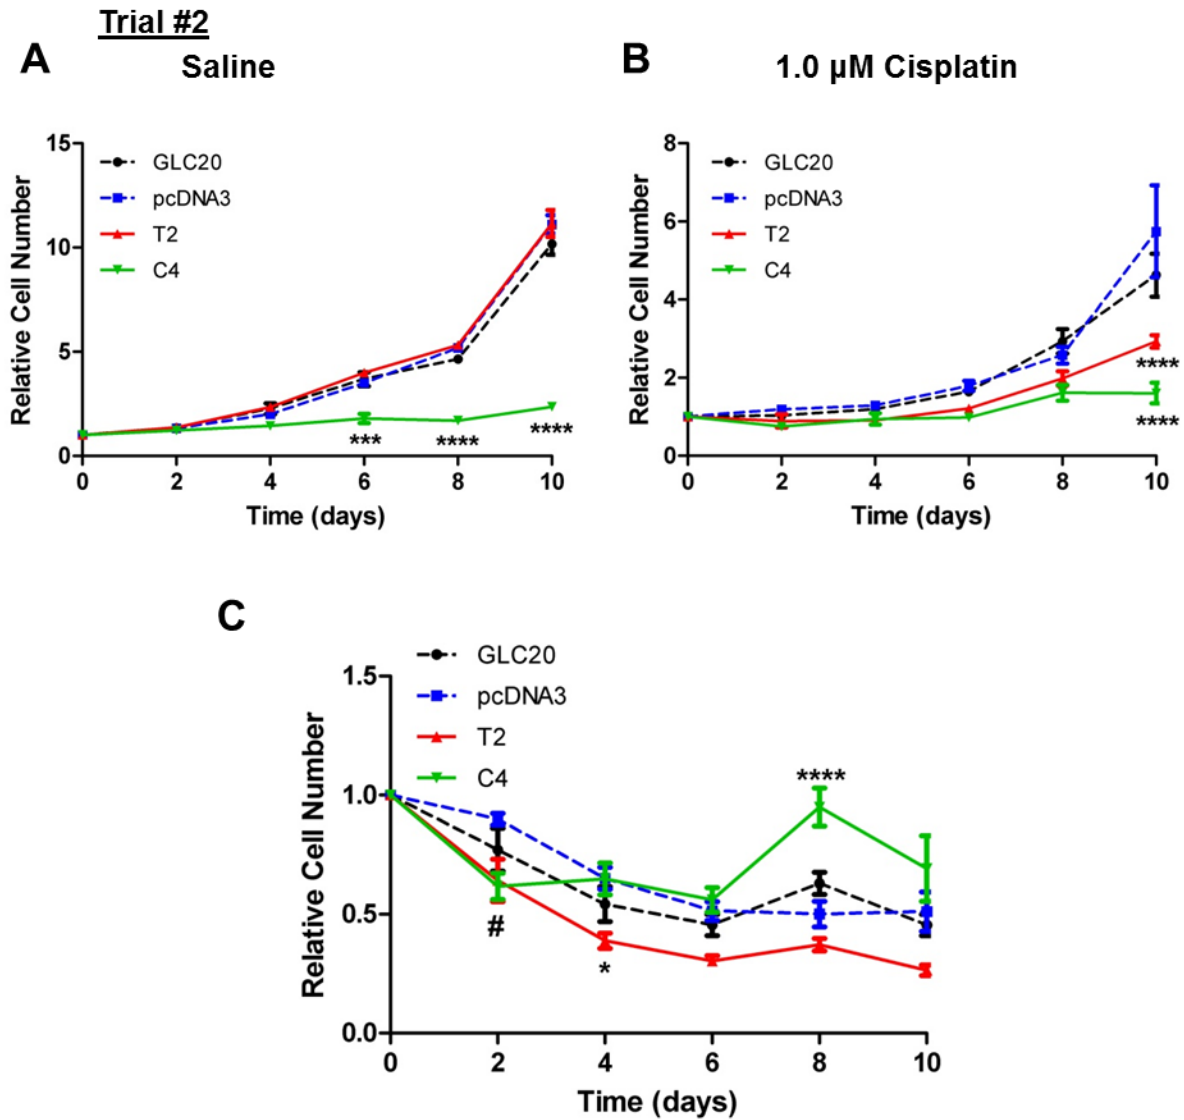 Trial #2
A
Saline
Relative Cell Number
15
10
5
0
GLC20
pcDNA3
T2
C4
***
****
****
0 2 4 6 8 10
Time (days)
B
1.0 µM Cisplatin
Relative Cell Number
8
6
4
2
0
GLC20
pcDNA3
T2
C4
****
****
0 2 4 6 8 10
Time (days)
C
Relative Cell Number
1.5
1.0
0.5
0.0
GLC20
pcDNA3
T2
C4
****
#
*
0 2 4 6 8 10
Time (days)